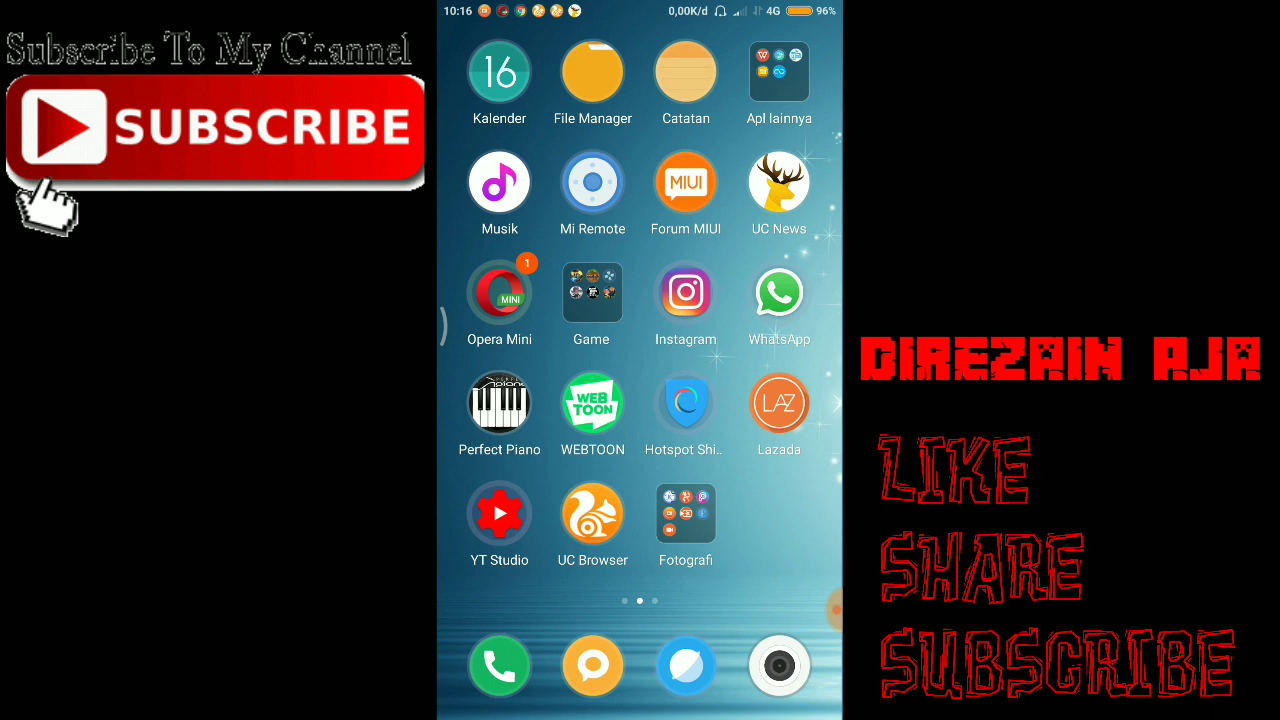 Subscribe To My Channel
SUBSCRIBE
10:16
0,00K/d
4G
96%
16
Kalender
File Manager
Catatan
Apl lainnya
Musik
Mi Remote
MIUI
Forum MIUI
UC News
1
MINI
Opera Mini
Game
Instagram
WhatsApp
Perfect Piano
WEB
TOON
WEBTOON
Hotspot Shi..
LAZ
Lazada
YT Studio
UC Browser
Fotografi
DIREZAIN AJA
LIKE
SHARE
SUBSCRIBE